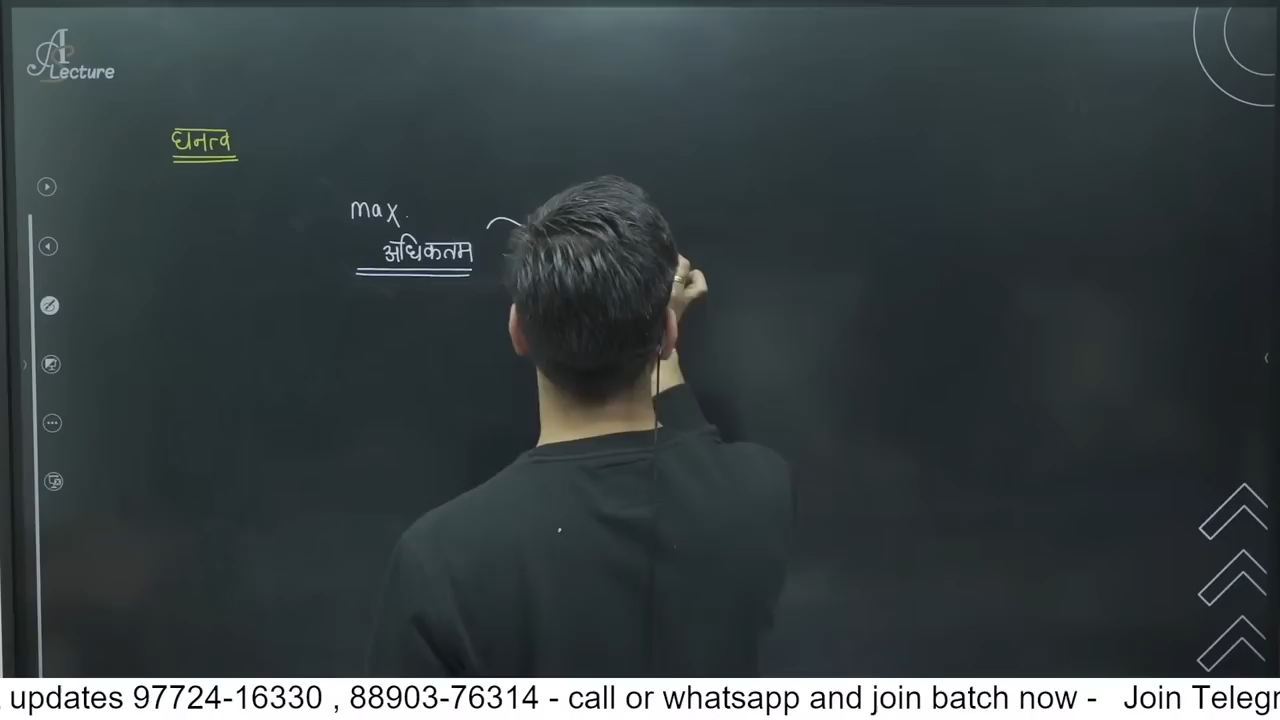 A
Lecture
घनत्व
max.
अधिकतम
updates 97724-16330 , 88903-76314 - call or whatsapp and join batch now - Join Telegr